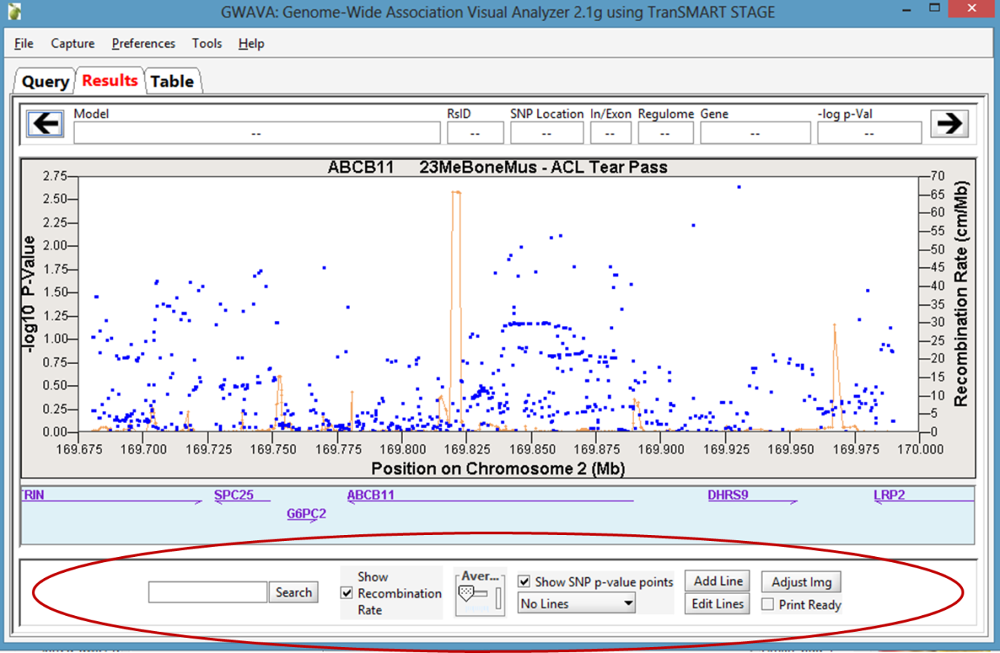 GWAVA: Genome-Wide Association Visual Analyzer 2.1g using TranSMART STAGE
File Capture Preferences Tools Help
Query Results Table
Model RsID SNP Location In/Exon Regulome Gene -log p-Val
-- -- -- -- -- -- --
ABCB11 23MeBoneMus - ACL Tear Pass
-log10 P-Value
2.75
2.50
2.25
2.00
1.75
1.50
1.25
1.00
0.75
0.50
0.25
0.00
70
65
60
55
50
45
40
35
30
25
20
15
10
5
0
Recombination Rate (cm/Mb)
169.675 169.700 169.725 169.750 169.775 169.800 169.825 169.850 169.875 169.900 169.925 169.950 169.975 170.000
Position on Chromosome 2 (Mb)
TRIN SPC25 ABCB11 DHRS9 LRP2
G6PC2
Search
Show
Recombination
Rate
Aver...
Show SNP p-value points
No Lines
Add Line
Edit Lines
Adjust Img
Print Ready